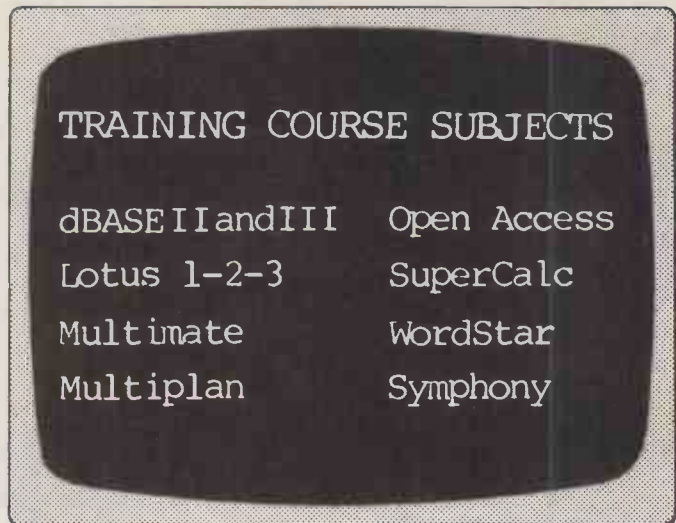 TRAINING COURSE SUBJECTS
dBASEIIandIII Open Access
Lotus 1-2-3 SuperCalc
Multimate WordStar
Multiplan Symphony